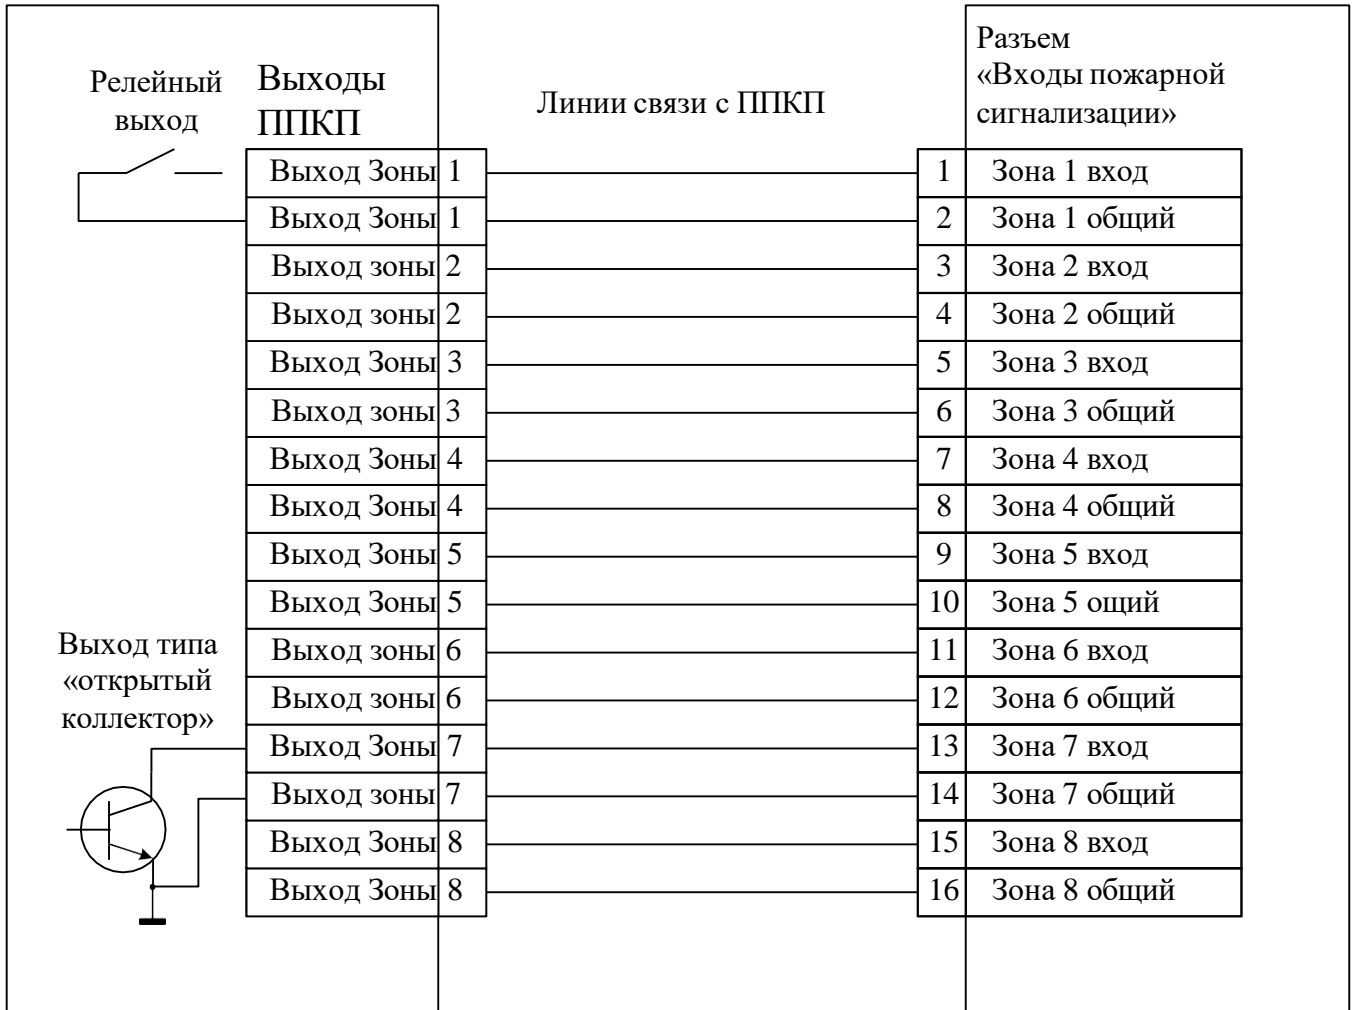 Релейный
выход
Выходы
ППКП
Линии связи с ППКП
Разъем
«Входы пожарной
сигнализации»
Выход Зоны 1 1 Зона 1 вход
Выход Зоны 1 2 Зона 1 общий
Выход зоны 2 3 Зона 2 вход
Выход зоны 2 4 Зона 2 общий
Выход Зоны 3 5 Зона 3 вход
Выход зоны 3 6 Зона 3 общий
Выход Зоны 4 7 Зона 4 вход
Выход Зоны 4 8 Зона 4 общий
Выход Зоны 5 9 Зона 5 вход
Выход Зоны 5 10 Зона 5 ощий
Выход зоны 6 11 Зона 6 вход
Выход зоны 6 12 Зона 6 общий
Выход Зоны 7 13 Зона 7 вход
Выход зоны 7 14 Зона 7 общий
Выход Зоны 8 15 Зона 8 вход
Выход Зоны 8 16 Зона 8 общий
Выход типа
«открытый
коллектор»